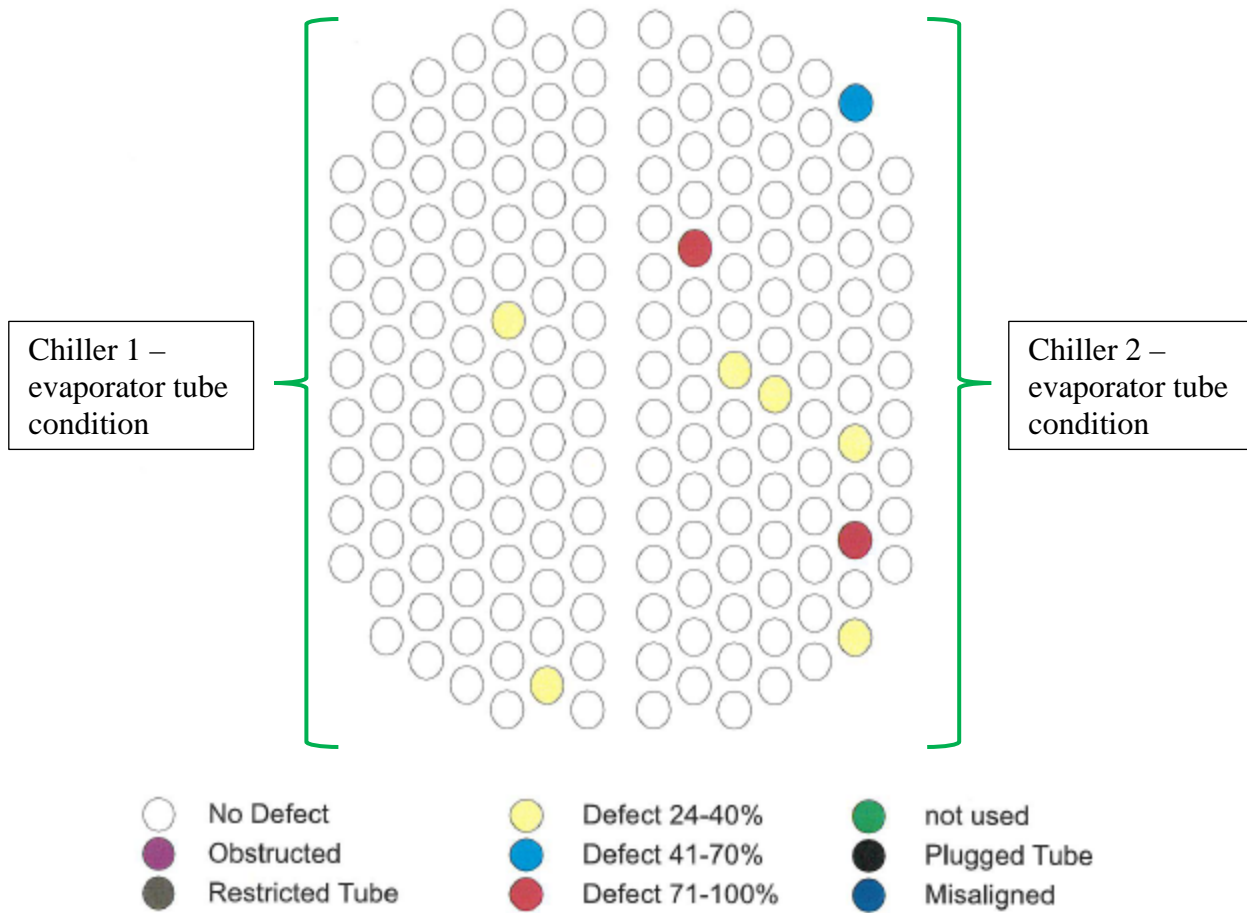 Chiller 1 –
evaporator tube
condition
Chiller 2 –
evaporator tube
condition
No Defect
Defect 24-40%
not used
Obstructed
Defect 41-70%
Plugged Tube
Restricted Tube
Defect 71-100%
Misaligned